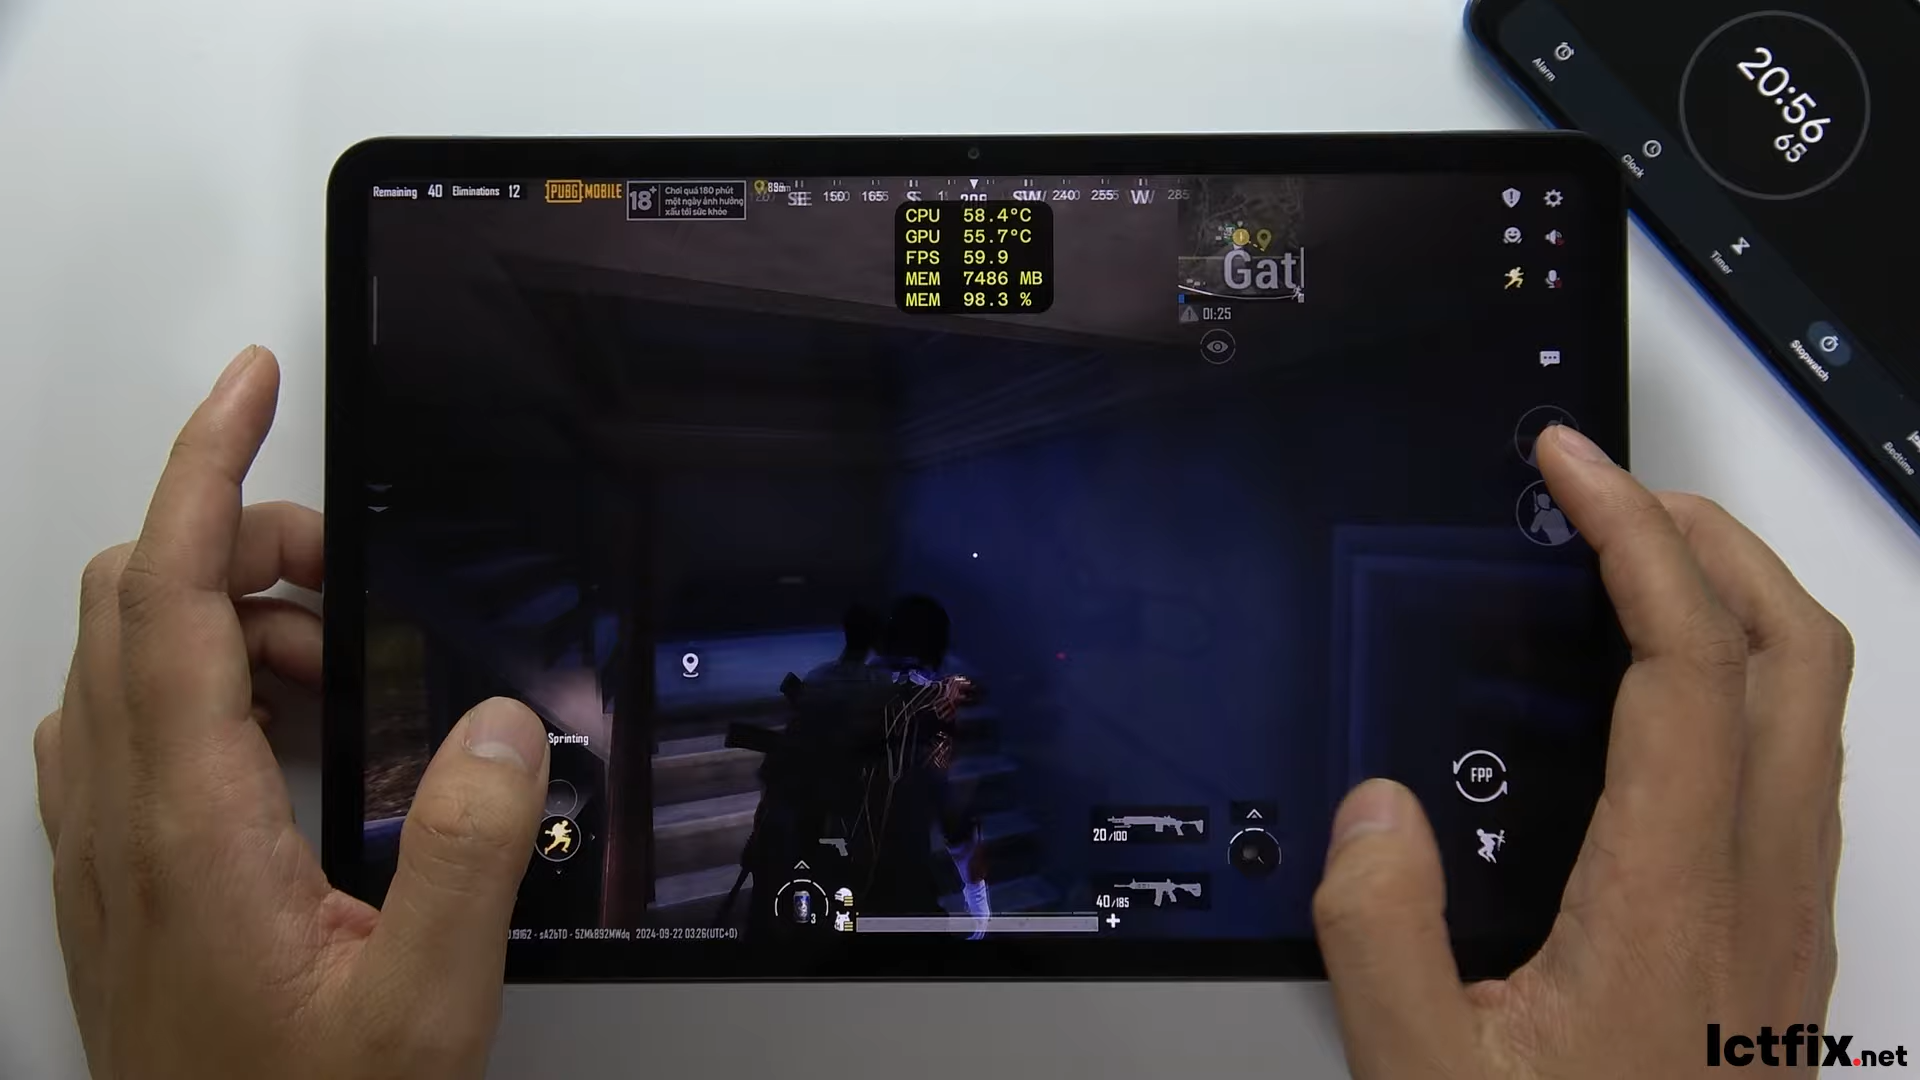 Remaining 40 Eliminations 12
PUBG MOBILE
18+
Chơi quá 180 phút
một ngày ảnh hưởng
xấu tới sức khỏe
SE 150 165 S SW 240 255 W 285
CPU 58.4°C
GPU 55.7°C
FPS 59.9
MEM 7486 MB
MEM 98.3 %
Gat
01:25
Sprinting
FPP
20/100
40/185
3
2024-09-22 03:26(UTC+0)
20:56
65
Alarm
Clock
Timer
Stopwatch
Bedtime
Ictfix.net